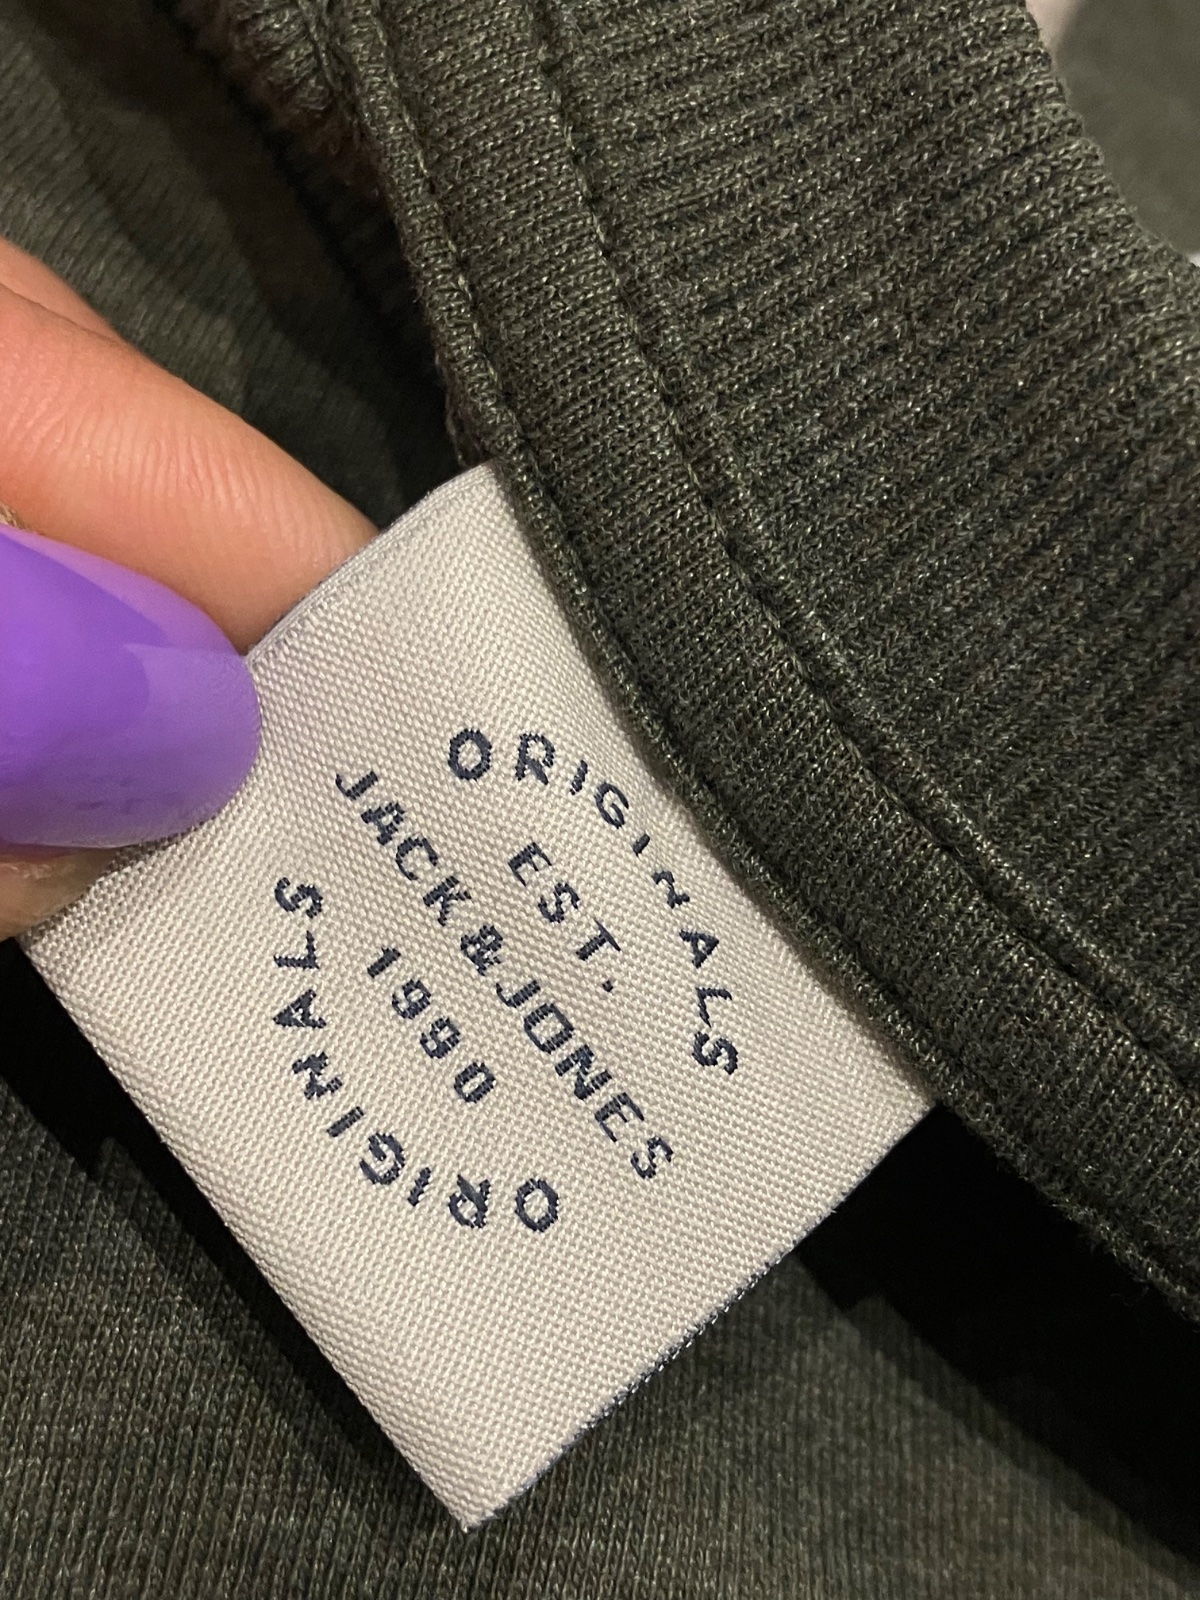 ORIGINALS
EST.
JACK&JONES
1990
ORIGINALS